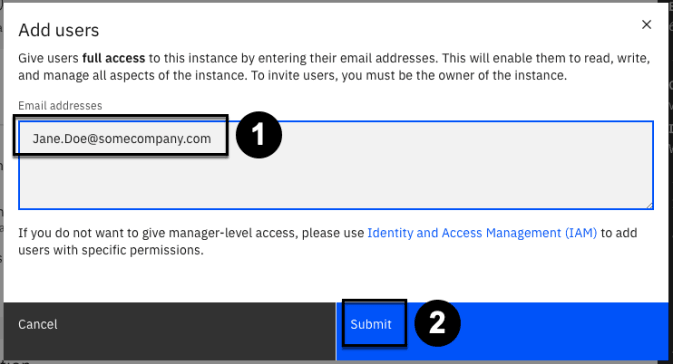 Add users
Give users full access to this instance by entering their email addresses. This will enable them to read, write,
and manage all aspects of the instance. To invite users, you must be the owner of the instance.
Email addresses
Jane.Doe@somecompany.com
1
If you do not want to give manager-level access, please use Identity and Access Management (IAM) to add
users with specific permissions.
Cancel
Submit
2